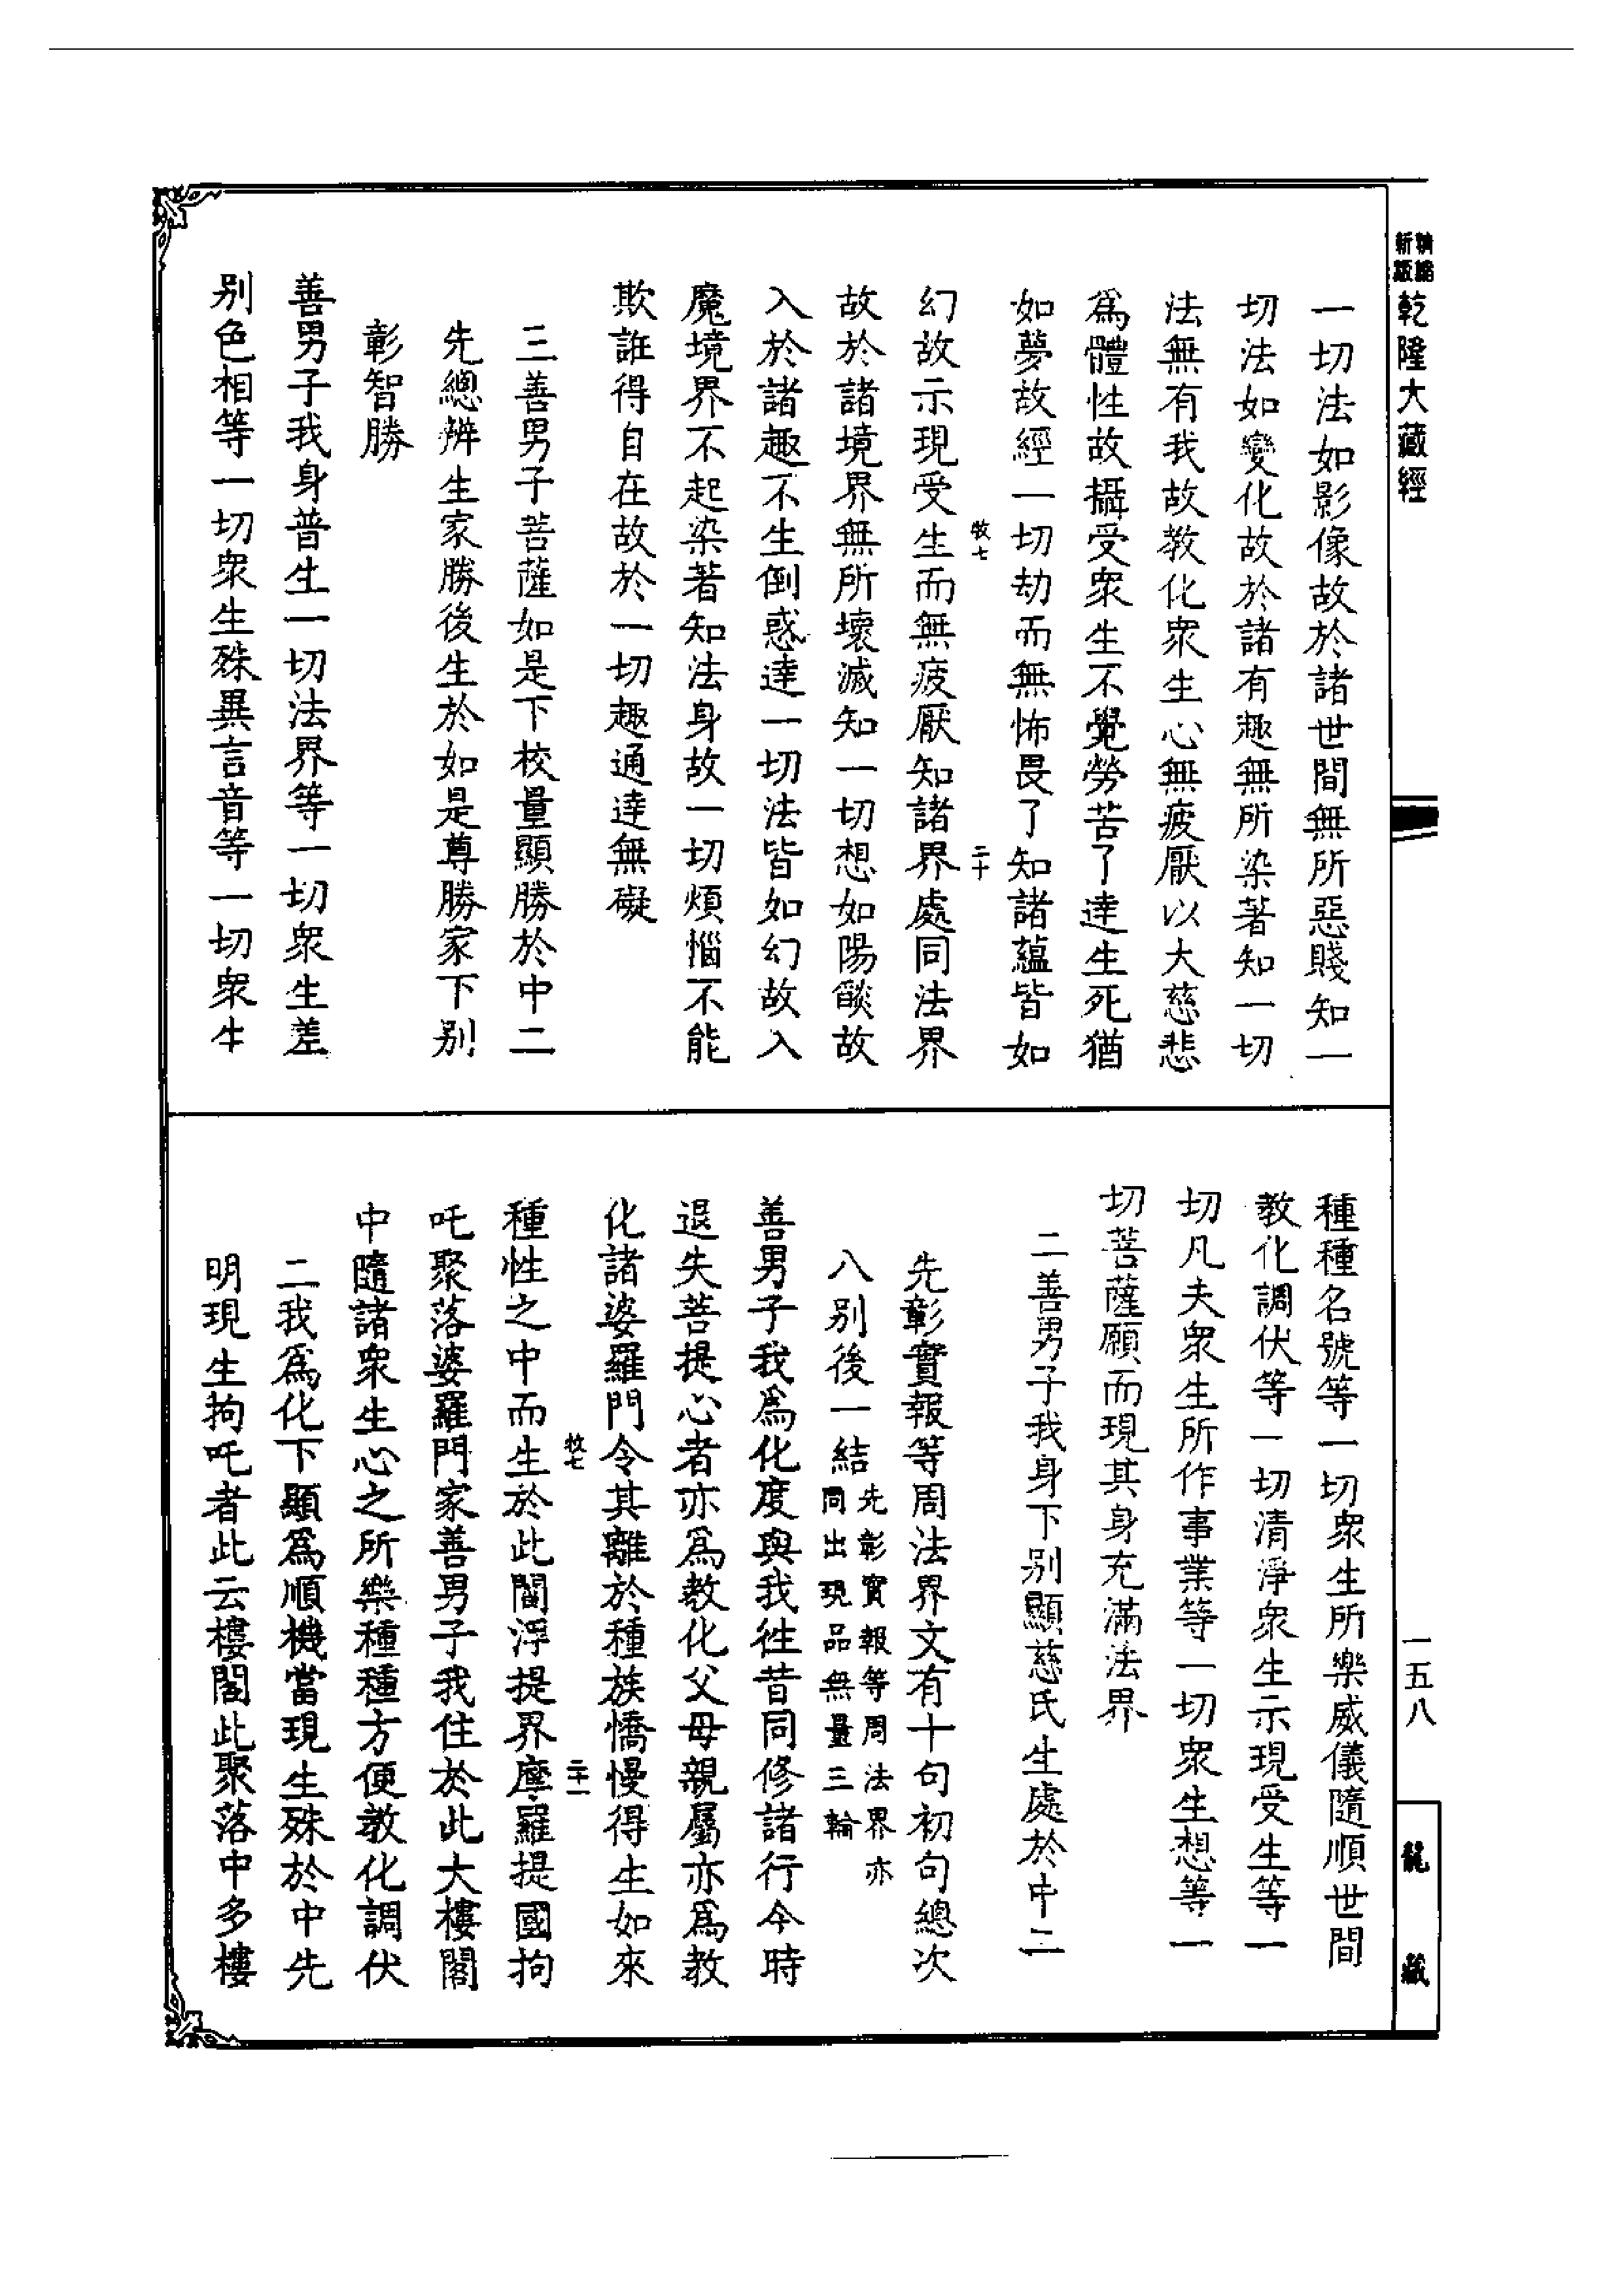 精編
新版
乾隆大藏經
一切法如影像故於諸世間無所惡賤知一
切法如變化故於諸有趣無所染著知一切
法無有我故教化衆生心無疲厭以大慈悲
爲體性故攝受衆生不覺勞苦了達生死猶
如夢故經一切劫而無怖畏了知諸蘊皆如
牧七
二十
幻故示現受生而無疲厭知諸界處同法界
故於諸境界無所壞滅知一切想如陽燄故
入於諸趣不生倒惑達一切法皆如幻故入
魔境界不起染著知法身故一切煩惱不能
欺誑得自在故於一切趣通達無礙
三善男子菩薩如是下校量顯勝於中二
先總辨生家勝後生於如是尊勝家下別
彰智勝
善男子我身普生一切法界等一切衆生差
別色相等一切衆生殊異言音等一切衆生
種種名號等一切衆生所樂威儀隨順世間
教化調伏等一切清淨衆生示現受生等一
切凡夫衆生所作事業等一切衆生想等一
切菩薩願而現其身充滿法界
二善男子我身下別顯慈氏生處於中二
先彰實報等周法界文有十句初句總次
八別後一結
先彰實報等周法界亦
同出現品無量三輪
善男子我爲化度與我往昔同修諸行今時
退失菩提心者亦爲教化父母親屬亦爲教
化諸婆羅門令其離於種族憍慢得生如來
牧七
二十一
種性之中而生於此閻浮提界摩羅提國拘
吒聚落婆羅門家善男子我住於此大樓閣
中隨諸衆生心之所樂種種方便教化調伏
二我爲化下顯爲順機當現生殊於中先
明現生拘吒者此云樓閣此聚落中多樓
一五八
龍藏